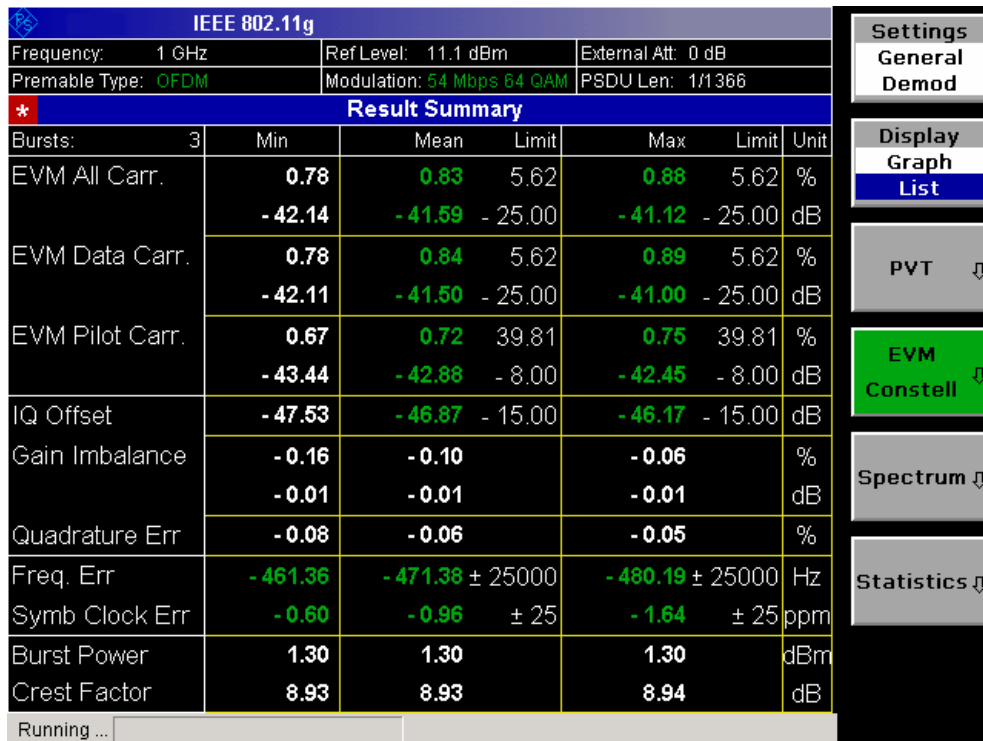 IEEE 802.11g
Frequency: 1 GHz Ref Level: 11.1 dBm External Att: 0 dB
Premable Type: OFDM Modulation: 54 Mbps 64 QAM PSDU Len: 1/1366
* Result Summary
Bursts: 3 Min Mean Limit Max Limit Unit
EVM All Carr. 0.78 0.83 5.62 0.88 5.62 %
- 42.14 - 41.59 - 25.00 - 41.12 - 25.00 dB
EVM Data Carr. 0.78 0.84 5.62 0.89 5.62 %
- 42.11 - 41.50 - 25.00 - 41.00 - 25.00 dB
EVM Pilot Carr. 0.67 0.72 39.81 0.75 39.81 %
- 43.44 - 42.88 - 8.00 - 42.45 - 8.00 dB
IQ Offset - 47.53 - 46.87 - 15.00 - 46.17 - 15.00 dB
Gain Imbalance - 0.16 - 0.10 - 0.06 %
- 0.01 - 0.01 - 0.01 dB
Quadrature Err - 0.08 - 0.06 - 0.05 %
Freq. Err - 461.36 - 471.38 ± 25000 - 480.19 ± 25000 Hz
Symb Clock Err - 0.60 - 0.96 ± 25 - 1.64 ± 25 ppm
Burst Power 1.30 1.30 1.30 dBm
Crest Factor 8.93 8.93 8.94 dB
Running ...
Settings
General
Demod
Display
Graph
List
PVT
EVM
Constell
Spectrum
Statistics